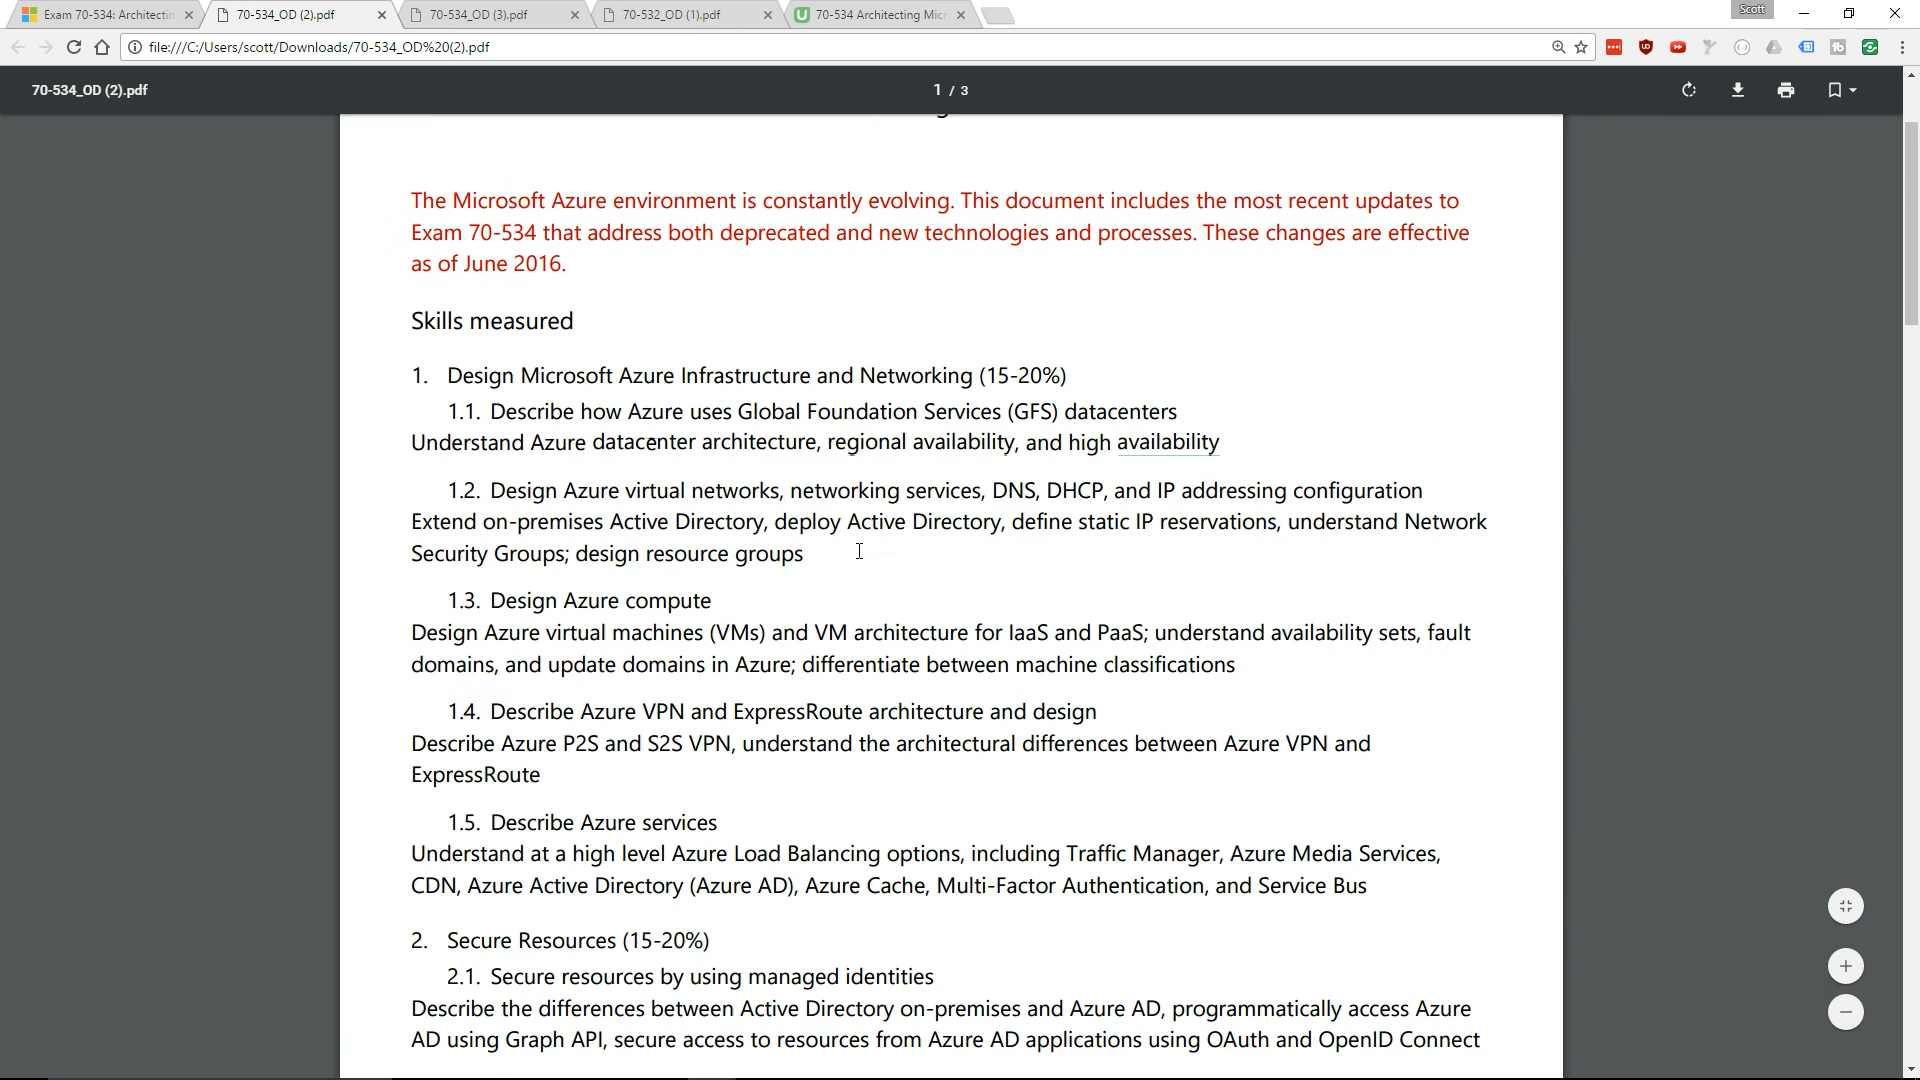 Exam 70-534: Architectin
70-534_OD (2).pdf
70-534_OD (3).pdf
70-532_OD (1).pdf
70-534 Architecting Micr
Scott
file:///C:/Users/scott/Downloads/70-534_OD%20(2).pdf
70-534_OD (2).pdf
1 / 3
The Microsoft Azure environment is constantly evolving. This document includes the most recent updates to
Exam 70-534 that address both deprecated and new technologies and processes. These changes are effective
as of June 2016.
Skills measured
1. Design Microsoft Azure Infrastructure and Networking (15-20%)
1.1. Describe how Azure uses Global Foundation Services (GFS) datacenters
Understand Azure datacenter architecture, regional availability, and high availability
1.2. Design Azure virtual networks, networking services, DNS, DHCP, and IP addressing configuration
Extend on-premises Active Directory, deploy Active Directory, define static IP reservations, understand Network
Security Groups; design resource groups
1.3. Design Azure compute
Design Azure virtual machines (VMs) and VM architecture for IaaS and PaaS; understand availability sets, fault
domains, and update domains in Azure; differentiate between machine classifications
1.4. Describe Azure VPN and ExpressRoute architecture and design
Describe Azure P2S and S2S VPN, understand the architectural differences between Azure VPN and
ExpressRoute
1.5. Describe Azure services
Understand at a high level Azure Load Balancing options, including Traffic Manager, Azure Media Services,
CDN, Azure Active Directory (Azure AD), Azure Cache, Multi-Factor Authentication, and Service Bus
2. Secure Resources (15-20%)
2.1. Secure resources by using managed identities
Describe the differences between Active Directory on-premises and Azure AD, programmatically access Azure
AD using Graph API, secure access to resources from Azure AD applications using OAuth and OpenID Connect